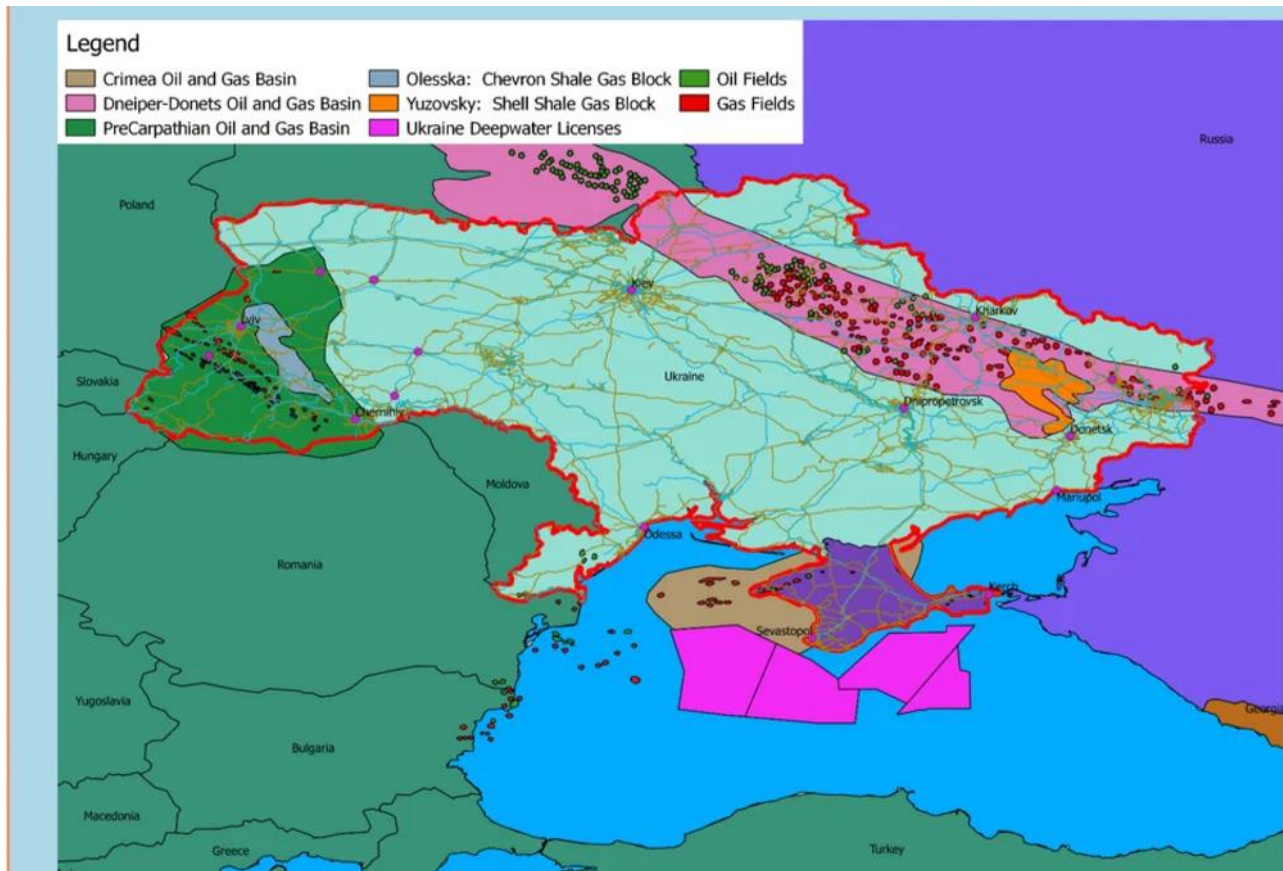 Legend
Crimea Oil and Gas Basin
Olesska: Chevron Shale Gas Block
Oil Fields
Dneiper-Donets Oil and Gas Basin
Yuzovsky: Shell Shale Gas Block
Gas Fields
PreCarpathian Oil and Gas Basin
Ukraine Deepwater Licenses
Russia
Poland
Kiev
Lviv
Kharkov
Ukraine
Slovakia
Dnipropetrovsk
Chernihiv
Donetsk
Hungary
Moldova
Mariupol
Odessa
Romania
Kerch
Sevastopol
Yugoslavia
Georgia
Bulgaria
Macedonia
Greece
Turkey